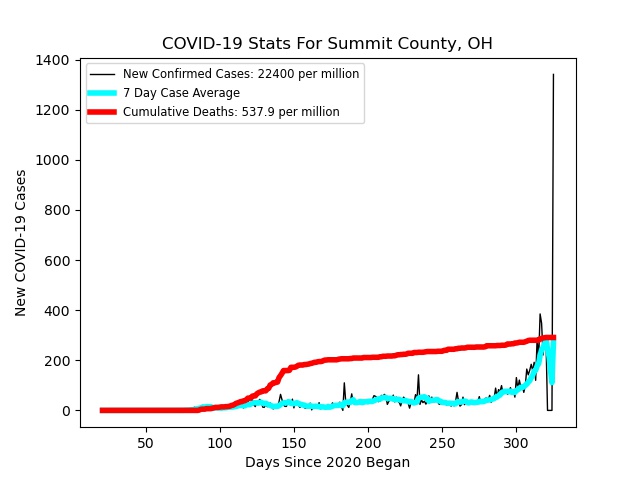 COVID-19 Stats For Summit County, OH
New Confirmed Cases: 22400 per million
7 Day Case Average
Cumulative Deaths: 537.9 per million
New COVID-19 Cases
1400
1200
1000
800
600
400
200
0
50 100 150 200 250 300
Days Since 2020 Began